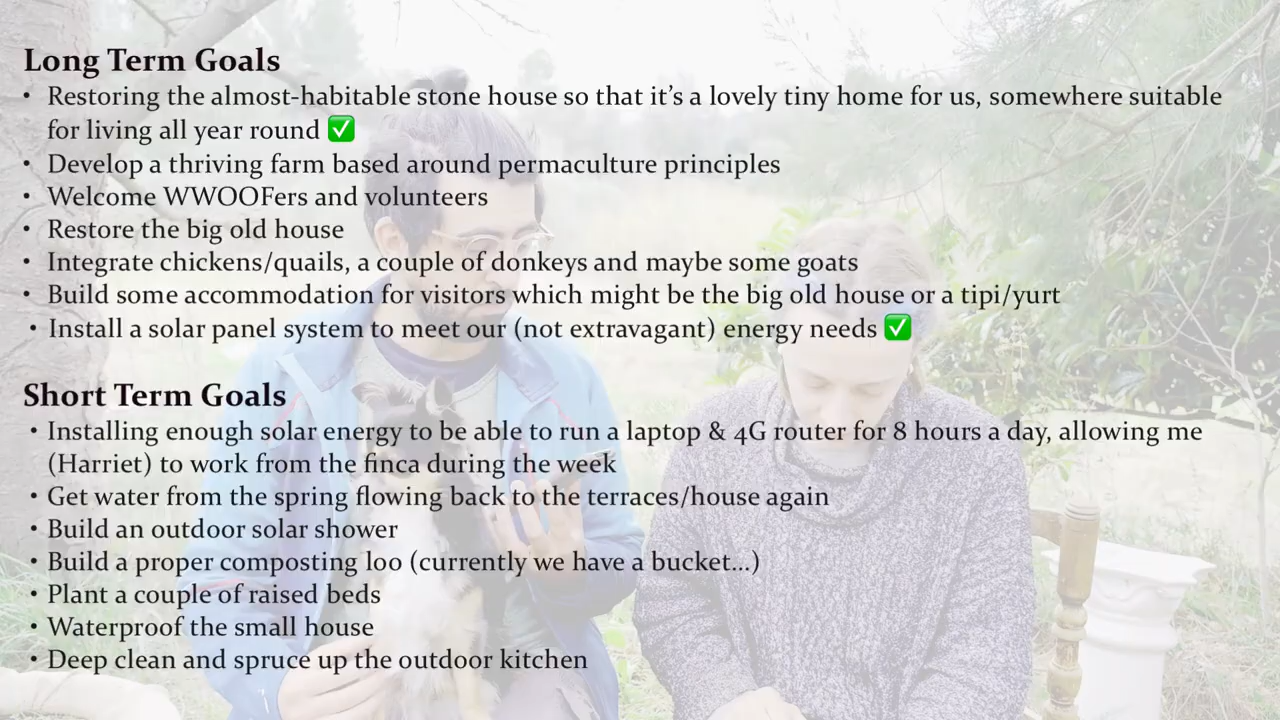 Long Term Goals
• Restoring the almost-habitable stone house so that it’s a lovely tiny home for us, somewhere suitable
for living all year round ✅
• Develop a thriving farm based around permaculture principles
• Welcome WWOOFers and volunteers
• Restore the big old house
• Integrate chickens/quails, a couple of donkeys and maybe some goats
• Build some accommodation for visitors which might be the big old house or a tipi/yurt
• Install a solar panel system to meet our (not extravagant) energy needs ✅
Short Term Goals
• Installing enough solar energy to be able to run a laptop & 4G router for 8 hours a day, allowing me
(Harriet) to work from the finca during the week
• Get water from the spring flowing back to the terraces/house again
• Build an outdoor solar shower
• Build a proper composting loo (currently we have a bucket...)
• Plant a couple of raised beds
• Waterproof the small house
• Deep clean and spruce up the outdoor kitchen